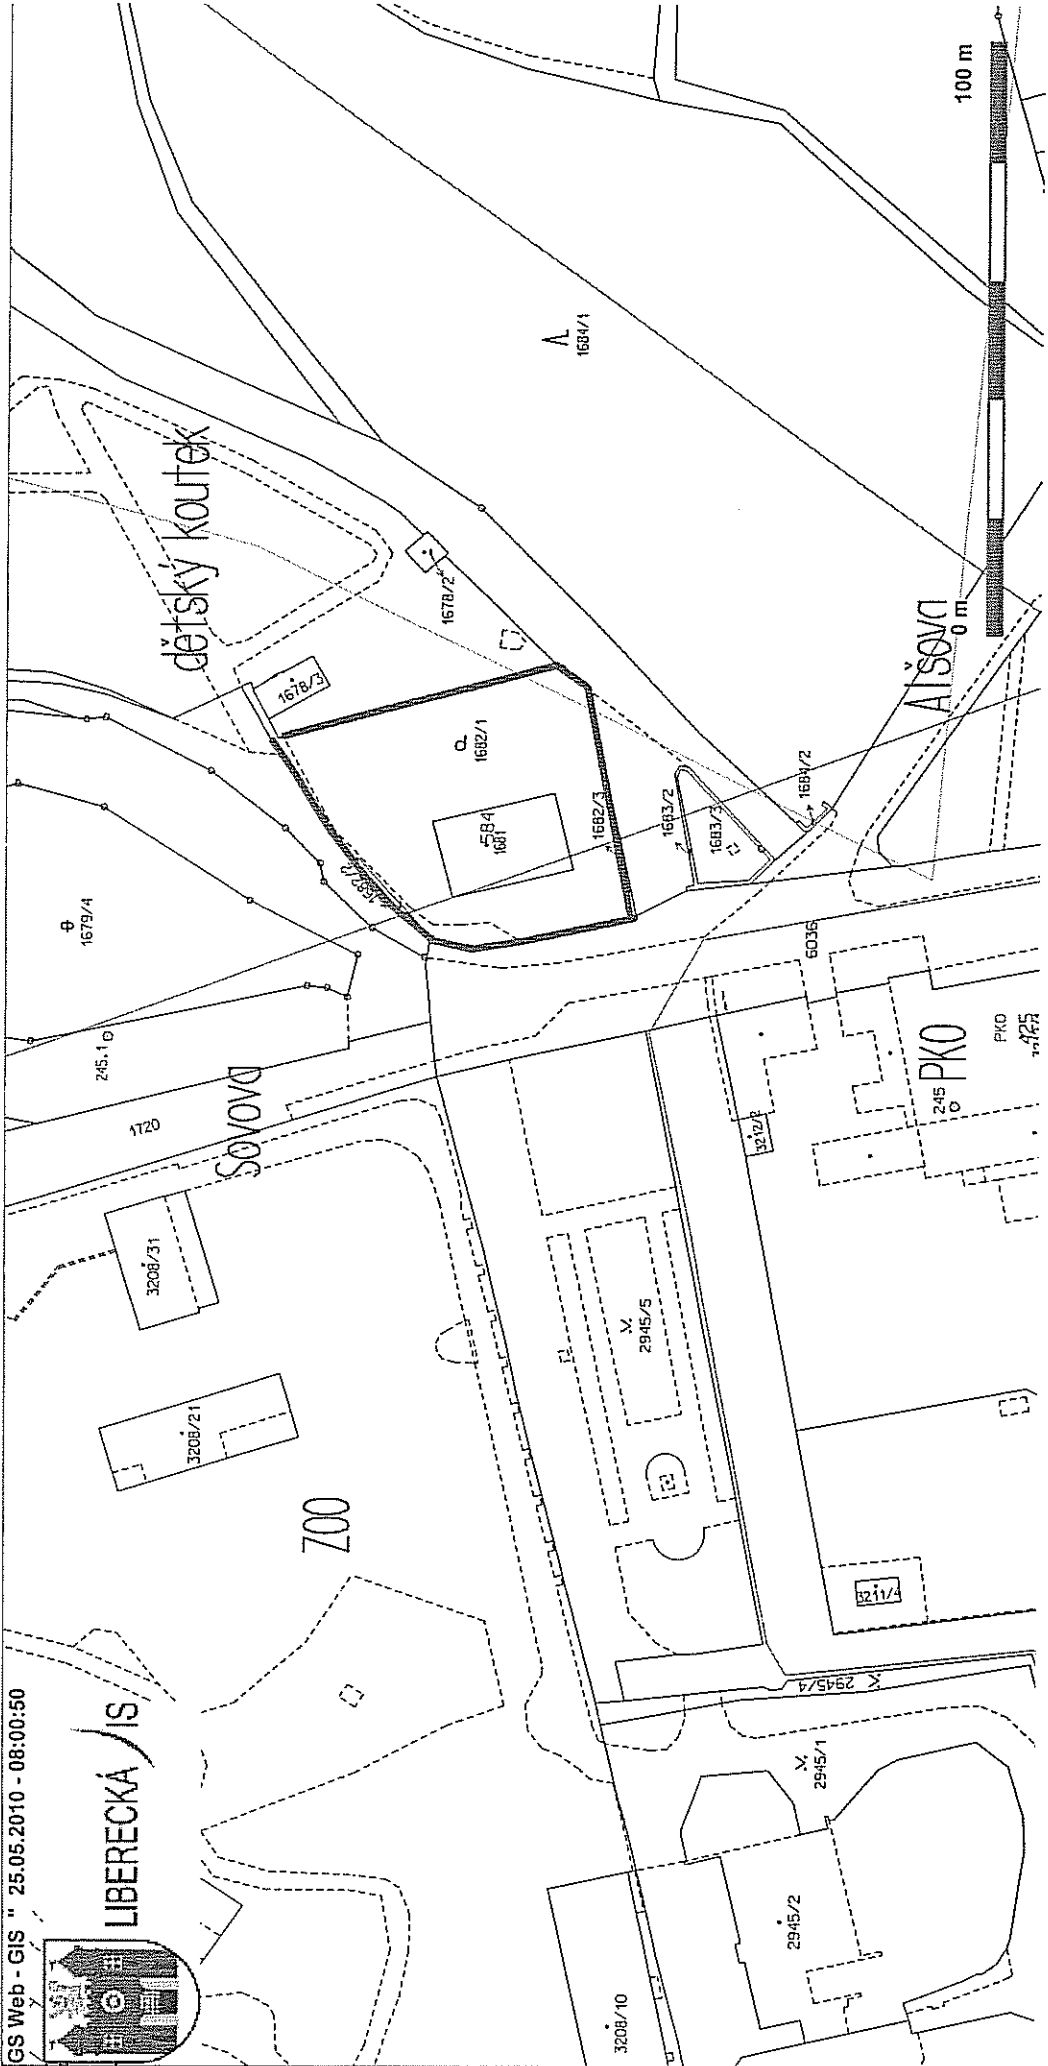 GS Web - GIS " 25.05.2010 - 08:00:50
LIBERECKÁ
IS
ZOO
3208/21
3208/31
Sovova
1720
245.1
1679/4
dětský koutek
1678/3
1678/2
1682/1
584
1681
1682/3
1683/2
1683/3
1684/2
1684/1
Alšova
0 m
100 m
6036
PKO
245
PKO
425
3212/2
2945/5
3211/4
2945/4
2945/1
2945/2
3208/10